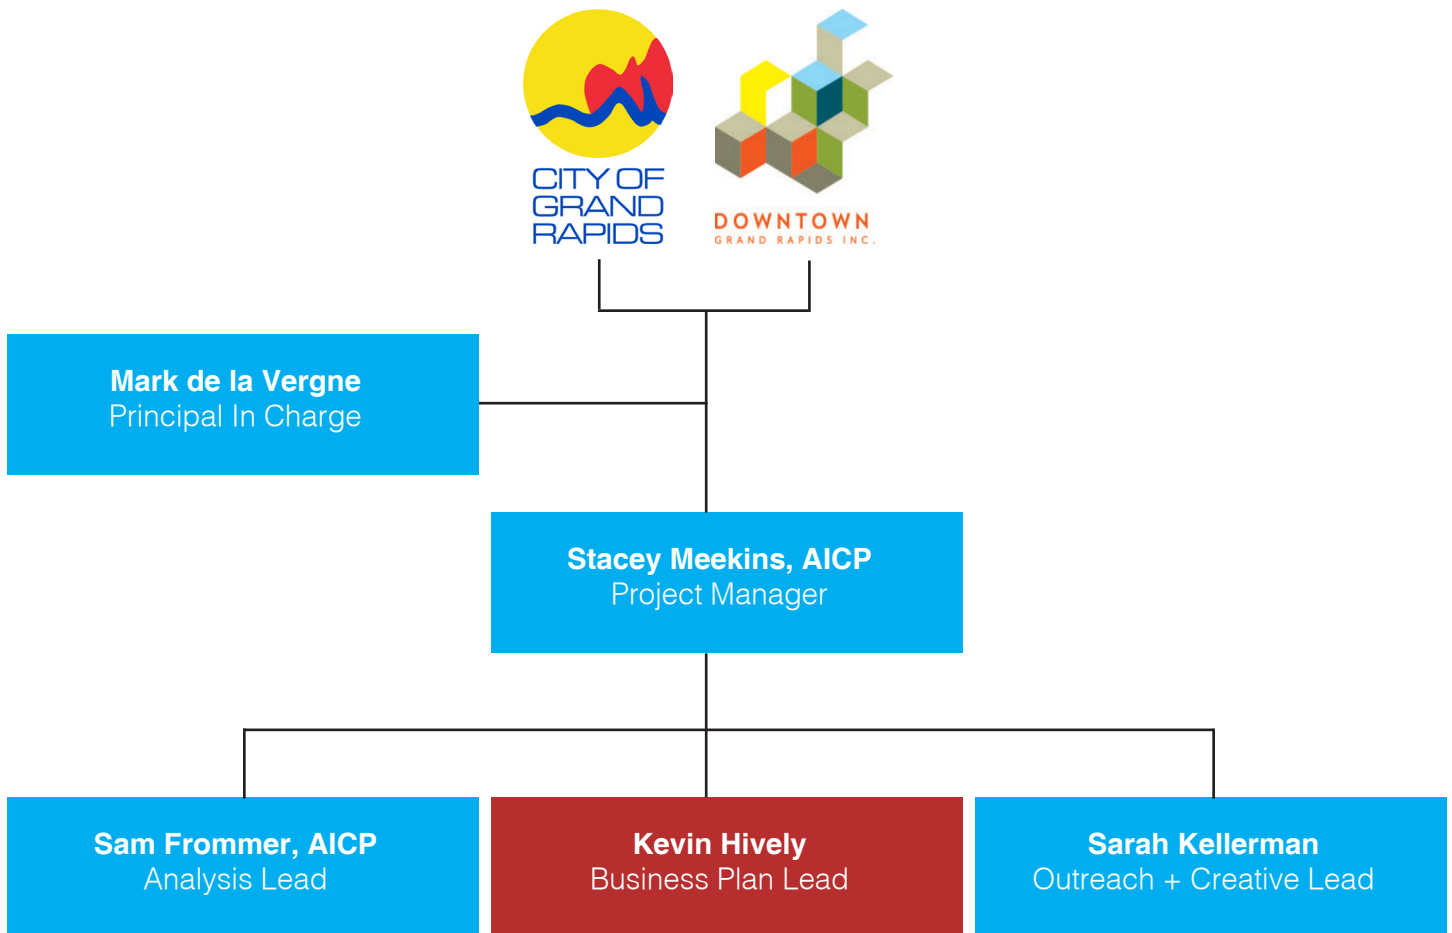 CITY OF
GRAND
RAPIDS
DOWNTOWN
GRAND RAPIDS INC.
Mark de la Vergne
Principal In Charge
Stacey Meekins, AICP
Project Manager
Sam Frommer, AICP
Analysis Lead
Kevin Hively
Business Plan Lead
Sarah Kellerman
Outreach + Creative Lead